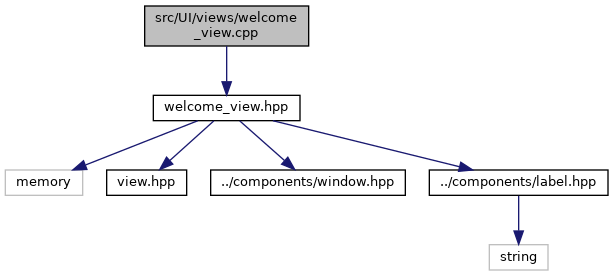 src/UI/views/welcome
_view.cpp
welcome_view.hpp
memory
view.hpp
../components/window.hpp
../components/label.hpp
string